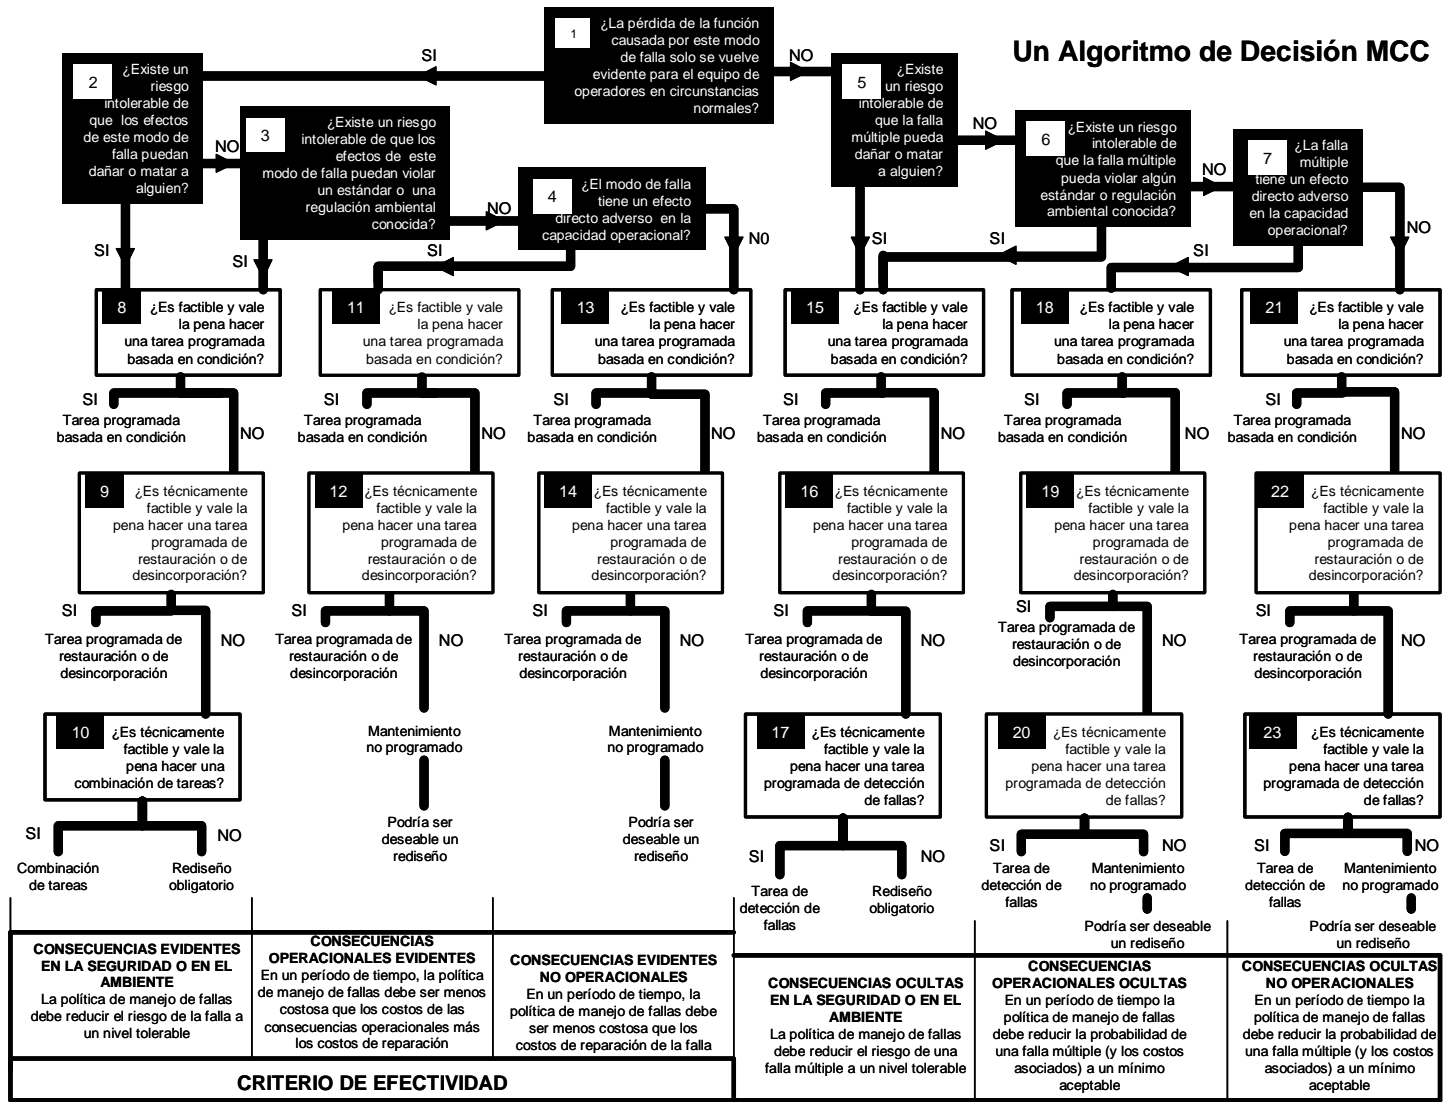 Un Algoritmo de Decisión MCC
1
¿La pérdida de la función
causada por este modo
de falla solo se vuelve
evidente para el equipo de
operadores en circunstancias
normales?
SI
NO
2
¿Existe un
riesgo
intolerable de
que los efectos
de este modo de
falla puedan
dañar o matar a
alguien?
NO
SI
3
¿Existe un riesgo
intolerable de que los
efectos de este
modo de falla puedan violar
un estándar o una
regulación ambiental
conocida?
NO
SI
4
¿El modo de falla
tiene un efecto
directo adverso en la
capacidad operacional?
SI
N0
5
¿Existe
un riesgo
intolerable de
que la falla
múltiple pueda
dañar o matar
a alguien?
NO
SI
6
¿Existe un riesgo
intolerable de
que la falla múltiple
pueda violar algún
estándar o regulación
ambiental conocida?
NO
SI
7
¿La falla
múltiple
tiene un efecto
directo adverso
en la capacidad
operacional?
SI
NO
8
¿Es factible y vale
la pena hacer
una tarea programada
basada en condición?
SI
Tarea programada
basada en condición
NO
11
¿Es factible y vale
la pena hacer
una tarea programada
basada en condición?
SI
Tarea programada
basada en condición
NO
13
¿Es factible y vale
la pena hacer
una tarea programada
basada en condición?
SI
Tarea programada
basada en condición
NO
15
¿Es factible y vale
la pena hacer
una tarea programada
basada en condición?
SI
Tarea programada
basada en condición
NO
18
¿Es factible y vale
la pena hacer
una tarea programada
basada en condición?
SI
Tarea programada
basada en condición
NO
21
¿Es factible y vale
la pena hacer
una tarea programada
basada en condición?
SI
Tarea programada
basada en condición
NO
9
¿Es técnicamente
factible y vale la
pena hacer una tarea
programada de
restauración o de
desincorporación?
SI
Tarea programada de
restauración o de
desincorporación
NO
12
¿Es técnicamente
factible y vale la
pena hacer una tarea
programada de
restauración o de
desincorporación?
SI
Tarea programada de
restauración o de
desincorporación
NO
14
¿Es técnicamente
factible y vale la
pena hacer una tarea
programada de
restauración o de
desincorporación?
SI
Tarea programada de
restauración o de
desincorporación
NO
16
¿Es técnicamente
factible y vale la
pena hacer una tarea
programada de
restauración o de
desincorporación?
SI
Tarea programada de
restauración o de
desincorporación
NO
19
¿Es técnicamente
factible y vale la
pena hacer una tarea
programada de
restauración o de
desincorporación?
SI
Tarea programada de
restauración o de
desincorporación
NO
22
¿Es técnicamente
factible y vale la
pena hacer una tarea
programada de
restauración o de
desincorporación?
SI
Tarea programada de
restauración o de
desincorporación
NO
10
¿Es técnicamente
factible y vale la
pena hacer una
combinación de tareas?
SI
Combinación
de tareas
NO
Rediseño
obligatorio
Mantenimiento
no programado
Podría ser
deseable un
rediseño
Mantenimiento
no programado
Podría ser
deseable un
rediseño
17
¿Es técnicamente
factible y vale la
pena hacer una tarea
programada de detección
de fallas?
SI
Tarea de
detección de
fallas
NO
Rediseño
obligatorio
20
¿Es técnicamente
factible y vale la
pena hacer una tarea
programada de detección
de fallas?
SI
Tarea de
detección de
fallas
NO
Mantenimiento
no programado
Podría ser deseable
un rediseño
23
¿Es técnicamente
factible y vale la
pena hacer una tarea
programada de detección
de fallas?
SI
Tarea de
detección de
fallas
NO
Mantenimiento
no programado
Podría ser deseable
un rediseño
CONSECUENCIAS EVIDENTES
EN LA SEGURIDAD O EN EL
AMBIENTE
La política de manejo de fallas
debe reducir el riesgo de la falla a
un nivel tolerable
CONSECUENCIAS
OPERACIONALES EVIDENTES
En un período de tiempo, la política
de manejo de fallas debe ser menos
costosa que los costos de las
consecuencias operacionales más
los costos de reparación
CONSECUENCIAS EVIDENTES
NO OPERACIONALES
En un período de tiempo, la
política de manejo de fallas debe
ser menos costosa que los
costos de reparación de la falla
CONSECUENCIAS OCULTAS
EN LA SEGURIDAD O EN EL
AMBIENTE
La política de manejo de fallas
debe reducir el riesgo de una
falla múltiple a un nivel tolerable
CONSECUENCIAS
OPERACIONALES OCULTAS
En un período de tiempo la
política de manejo de fallas
debe reducir la probabilidad de
una falla múltiple (y los costos
asociados) a un mínimo
aceptable
CONSECUENCIAS OCULTAS
NO OPERACIONALES
En un período de tiempo la
política de manejo de fallas
debe reducir la probabilidad de
una falla múltiple (y los costos
asociados) a un mínimo
aceptable
CRITERIO DE EFECTIVIDAD